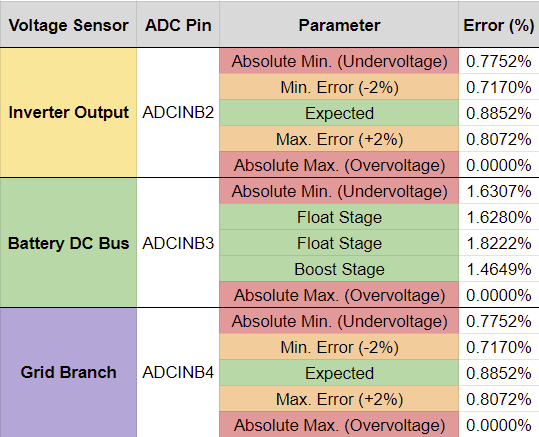 Voltage Sensor ADC Pin Parameter Error (%)
Absolute Min. (Undervoltage) 0.7752%
Min. Error (-2%) 0.7170%
Inverter Output ADCINB2 Expected 0.8852%
Max. Error (+2%) 0.8072%
Absolute Max. (Overvoltage) 0.0000%
Absolute Min. (Undervoltage) 1.6307%
Float Stage 1.6280%
Battery DC Bus ADCINB3 Float Stage 1.8222%
Boost Stage 1.4649%
Absolute Max. (Overvoltage) 0.0000%
Absolute Min. (Undervoltage) 0.7752%
Min. Error (-2%) 0.7170%
Grid Branch ADCINB4 Expected 0.8852%
Max. Error (+2%) 0.8072%
Absolute Max. (Overvoltage) 0.0000%